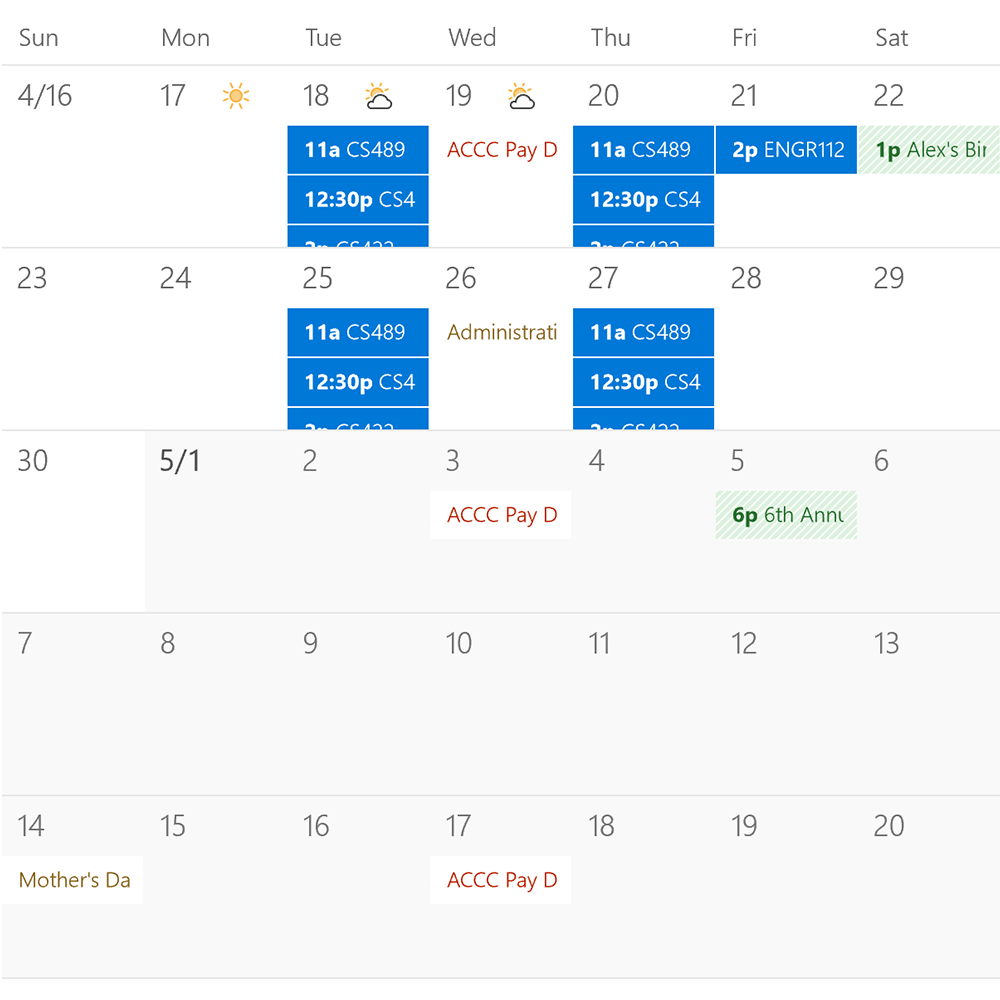 Sun Mon Tue Wed Thu Fri Sat
4/16 17 18 19 20 21 22
11a CS489 ACCC Pay D 11a CS489 2p ENGR112 1p Alex's Bir
12:30p CS4 12:30p CS4
23 24 25 26 27 28 29
11a CS489 Administrati 11a CS489
12:30p CS4 12:30p CS4
30 5/1 2 3 4 5 6
ACCC Pay D 6p 6th Annu
7 8 9 10 11 12 13
14 15 16 17 18 19 20
Mother's Da ACCC Pay D